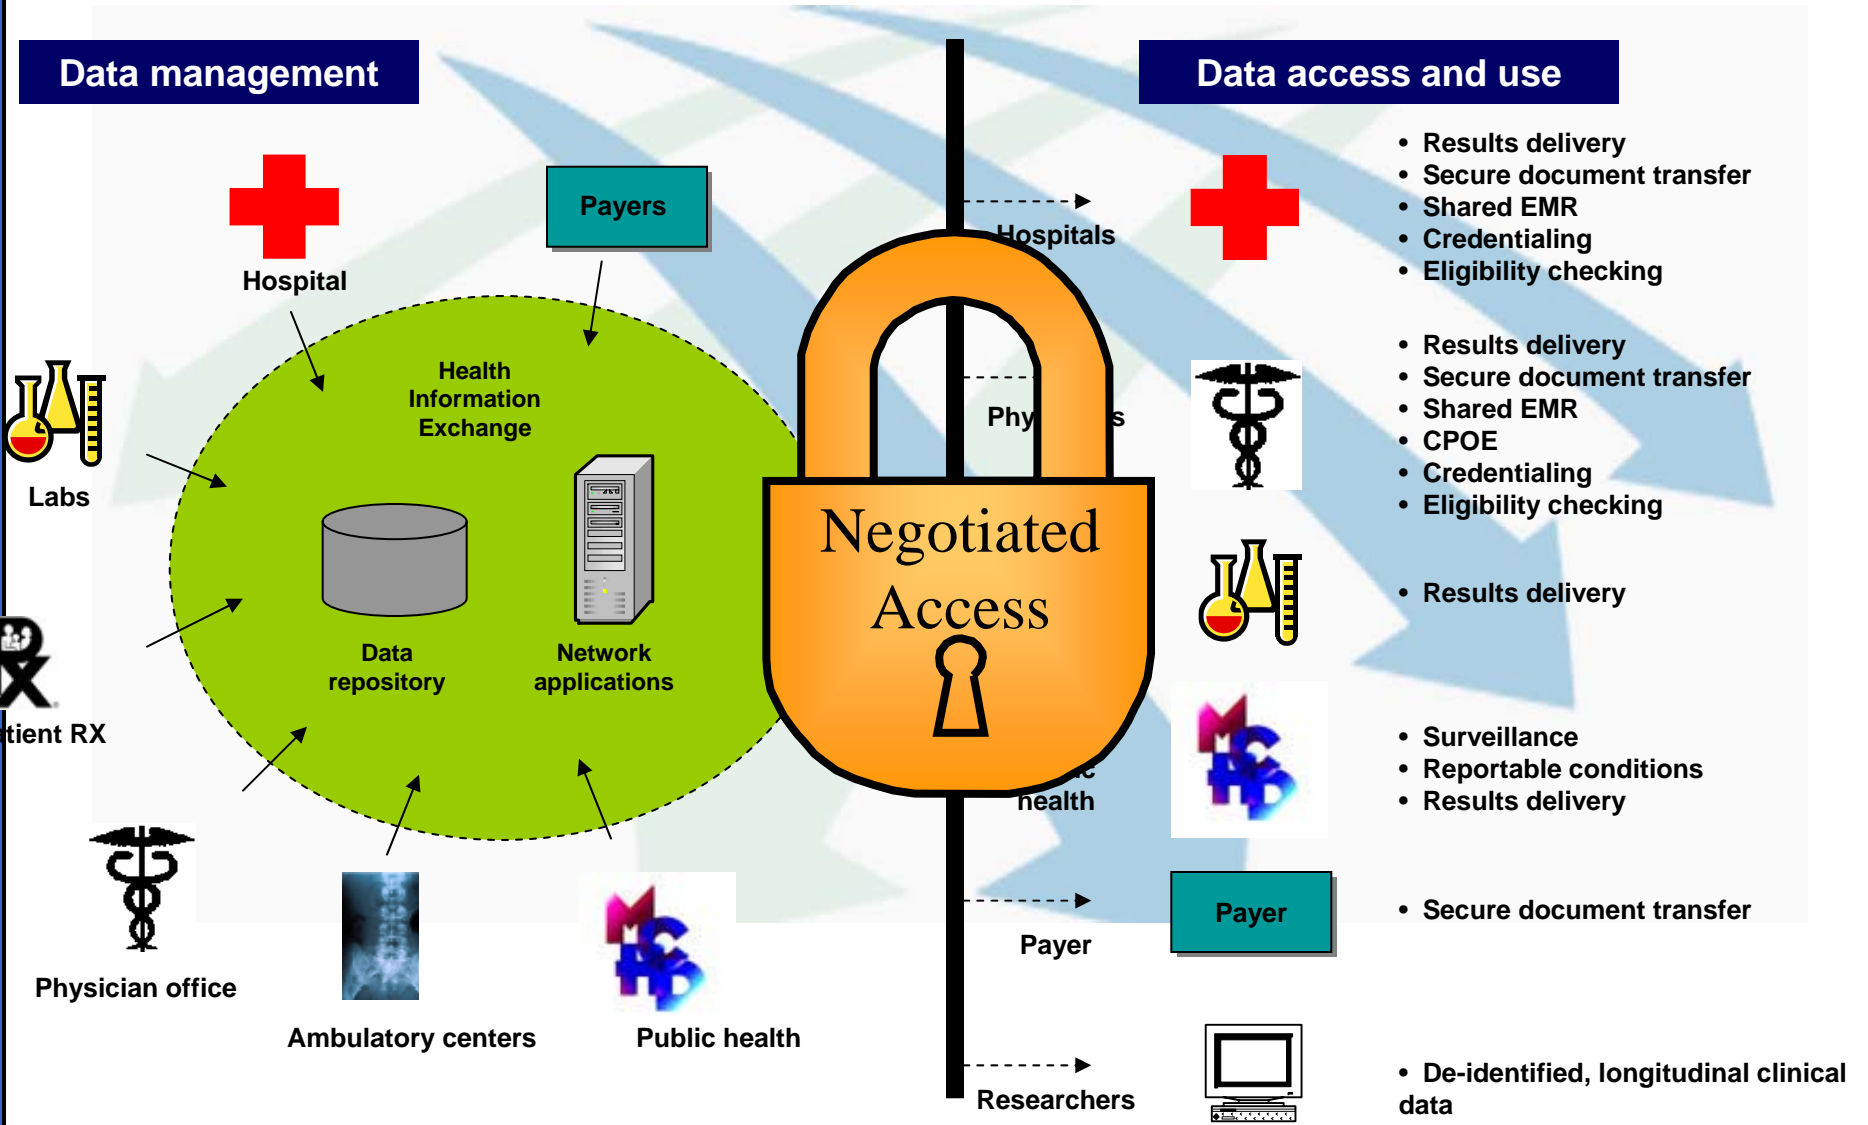 Data management
Data access and use
Hospital
Payers
Labs
RX
Physician office
Ambulatory centers
Public health
MCHD
Health
Information
Exchange
Data
repository
Network
applications
Negotiated
Access
Hospitals
health
Payer
Researchers
• Results delivery
• Secure document transfer
• Shared EMR
• Credentialing
• Eligibility checking
• Results delivery
• Secure document transfer
• Shared EMR
• CPOE
• Credentialing
• Eligibility checking
• Results delivery
MCHD
• Surveillance
• Reportable conditions
• Results delivery
Payer
• Secure document transfer
• De-identified, longitudinal clinical
data